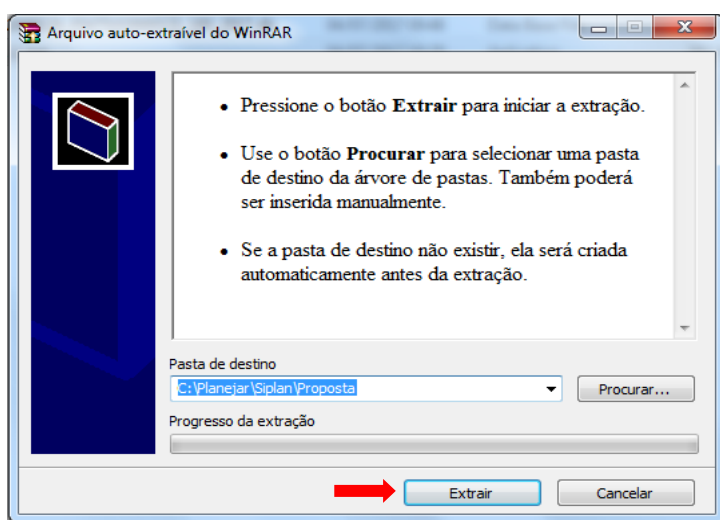 Arquivo auto-extraível do WinRAR
Pressione o botão Extrair para iniciar a extração.
Use o botão Procurar para selecionar uma pasta
de destino da árvore de pastas. Também poderá
ser inserida manualmente.
Se a pasta de destino não existir, ela será criada
automaticamente antes da extração.
Pasta de destino
C:\Planejar\Siplan\Proposta
Procurar...
Progresso da extração
Extrair
Cancelar